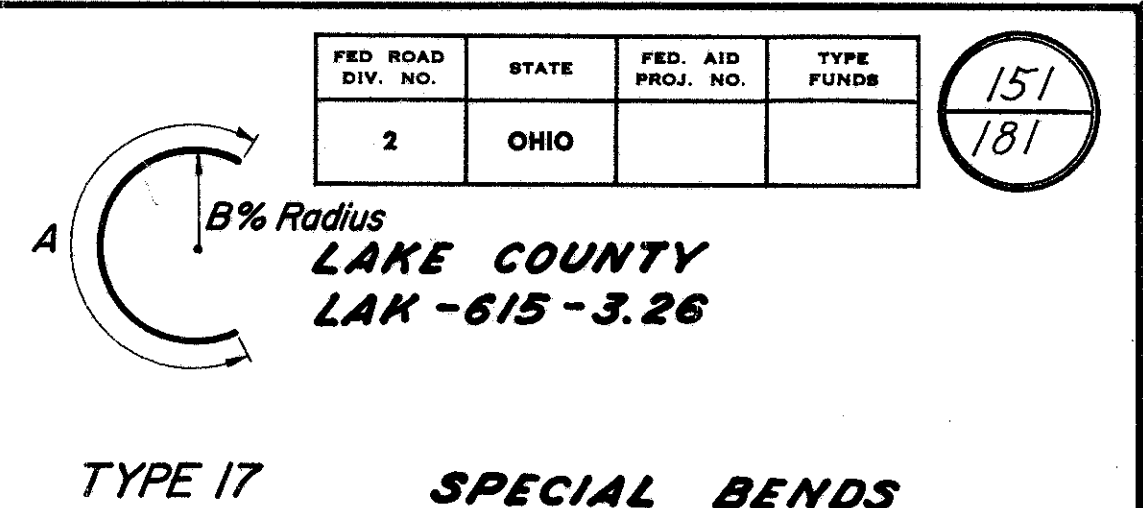 FED ROAD DIV. NO. STATE FED. AID PROJ. NO. TYPE FUNDS
2 OHIO
151
181
A
B% Radius
LAKE COUNTY
LAK-615-3.26
TYPE 17
SPECIAL BENDS